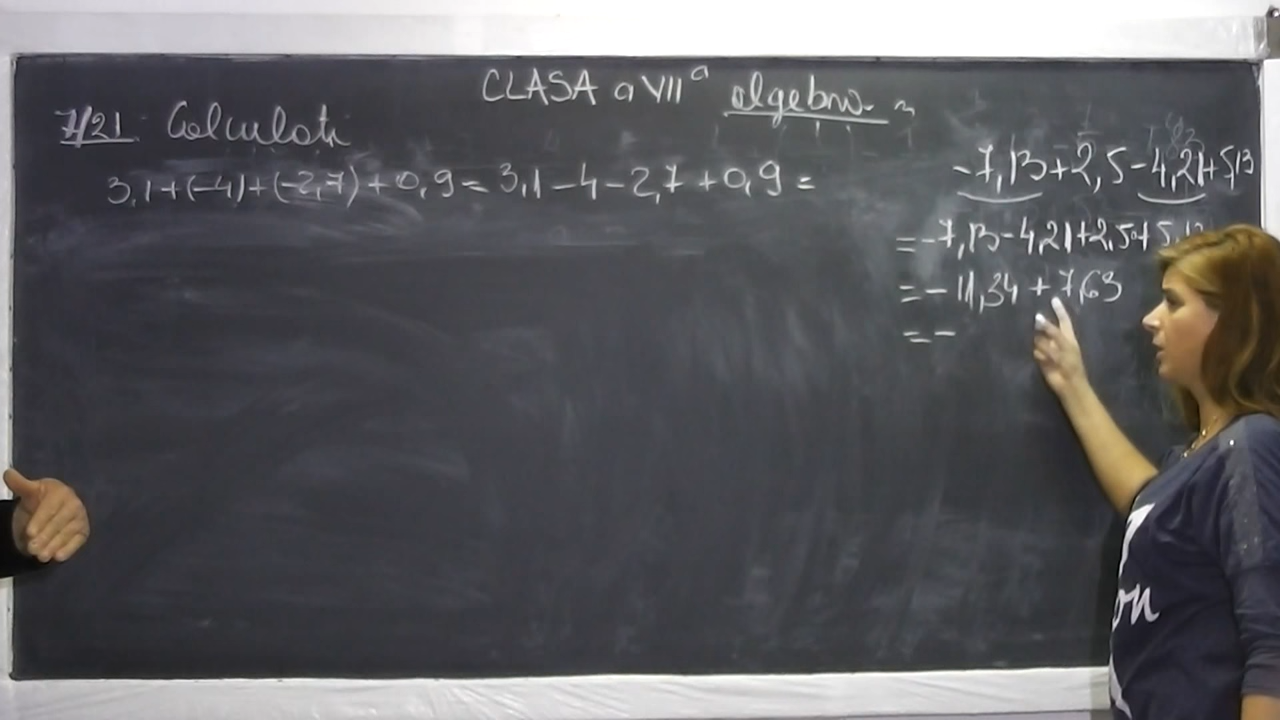 CLASA a VII a algebra
7/21 Calculati
3,1+(-4)+(-2,7)+0,9=3,1-4-2,7+0,9=
-7,13+2,5-4,21+5,13
=-7,13-4,21+2,5+5,13
=-11,34+7,63
=-
on